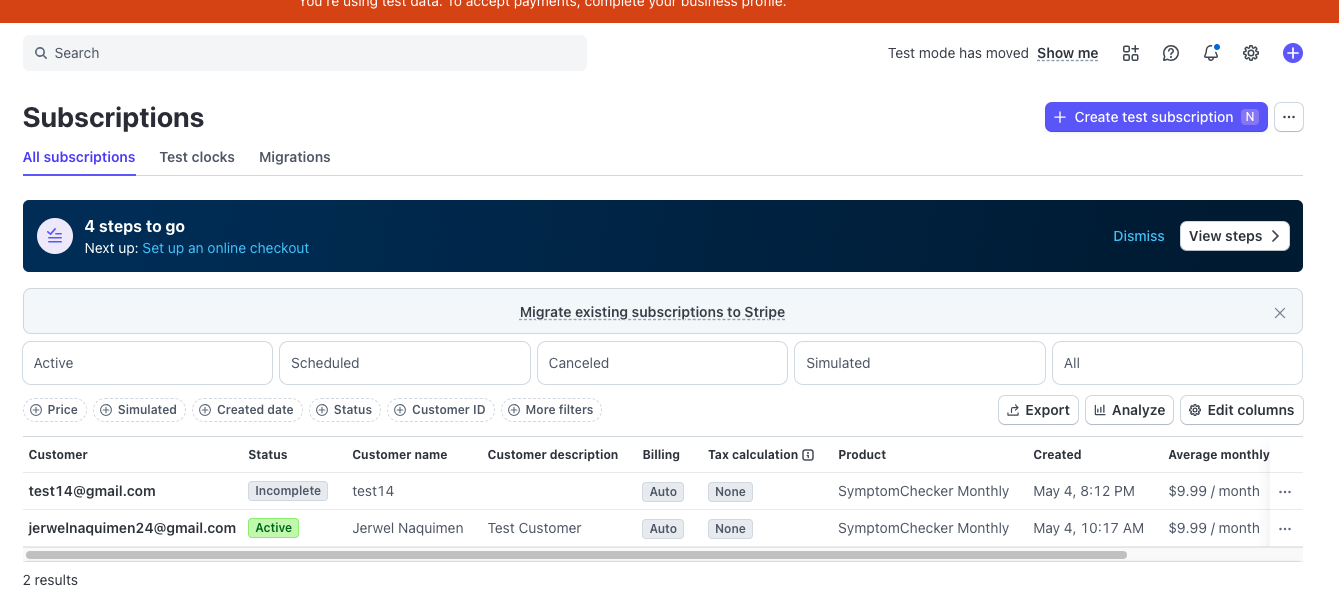 You're using test data. To accept payments, complete your business profile.
Search
Test mode has moved Show me
Subscriptions
Create test subscription N
All subscriptions Test clocks Migrations
4 steps to go
Next up: Set up an online checkout
Dismiss View steps
Migrate existing subscriptions to Stripe
Active Scheduled Canceled Simulated All
Price Simulated Created date Status Customer ID More filters Export Analyze Edit columns
Customer Status Customer name Customer description Billing Tax calculation Product Created Average monthly
test14@gmail.com Incomplete test14 Auto None SymptomChecker Monthly May 4, 8:12 PM $9.99 / month
jerwelnaquimen24@gmail.com Active Jerwel Naquimen Test Customer Auto None SymptomChecker Monthly May 4, 10:17 AM $9.99 / month
2 results